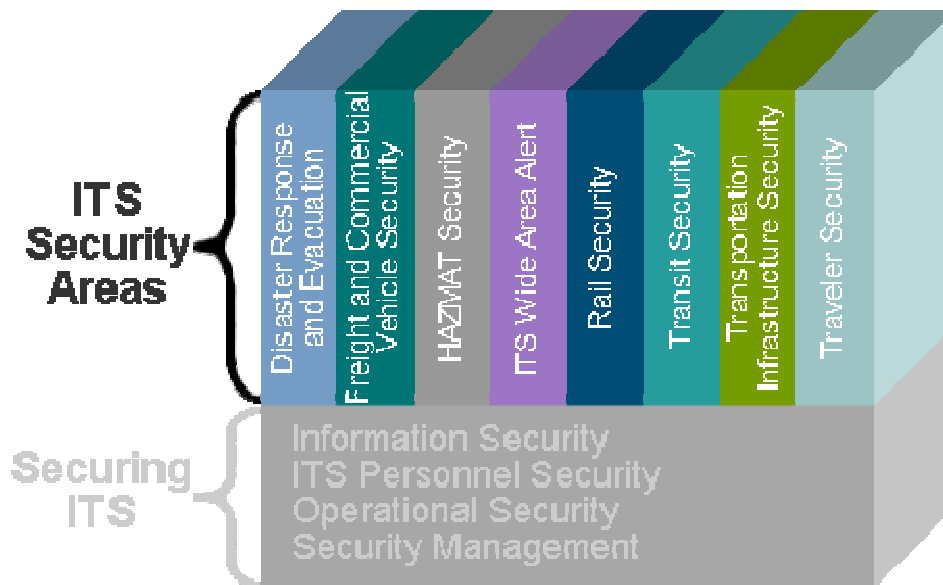 ITS
Security
Areas
Disaster Response
and Evacuation
Freight and Commercial
Vehicle Security
HAZMAT Security
ITS Wide Area Alert
Rail Security
Transit Security
Transportation
Infrastructure Security
Traveler Security
Securing
ITS
Information Security
ITS Personnel Security
Operational Security
Security Management